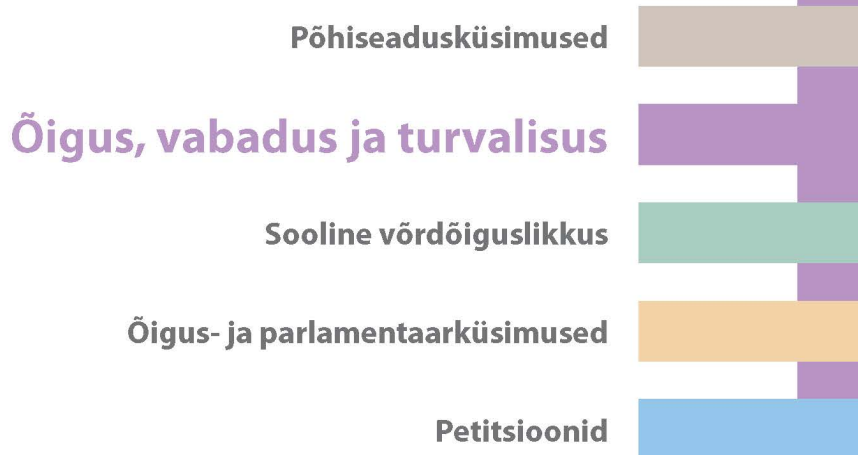 Põhiseadusküsimused
Õigus, vabadus ja turvalisus
Sooline võrdõiguslikkus
Õigus- ja parlamentaarküsimused
Petitsioonid